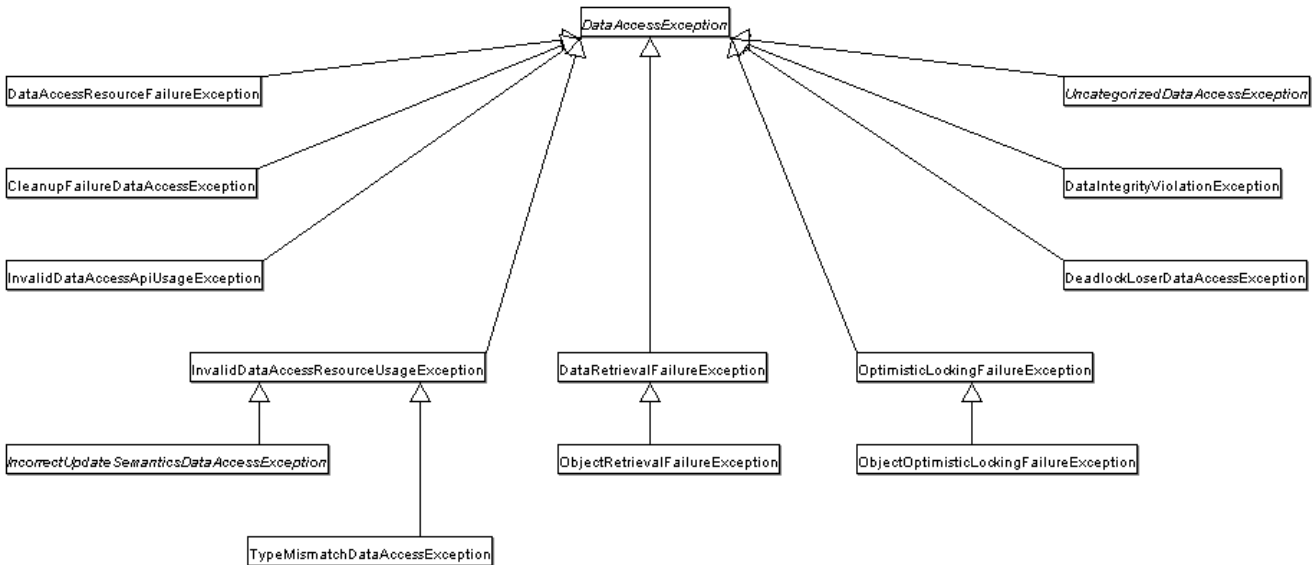 DataAccessException
DataAccessResourceFailureException
UncategorizedDataAccessException
CleanupFailureDataAccessException
DataIntegrityViolationException
InvalidDataAccessApiUsageException
DeadlockLoserDataAccessException
InvalidDataAccessResourceUsageException
DataRetrievalFailureException
OptimisticLockingFailureException
IncorrectUpdateSemanticsDataAccessException
ObjectRetrievalFailureException
ObjectOptimisticLockingFailureException
TypeMismatchDataAccessException